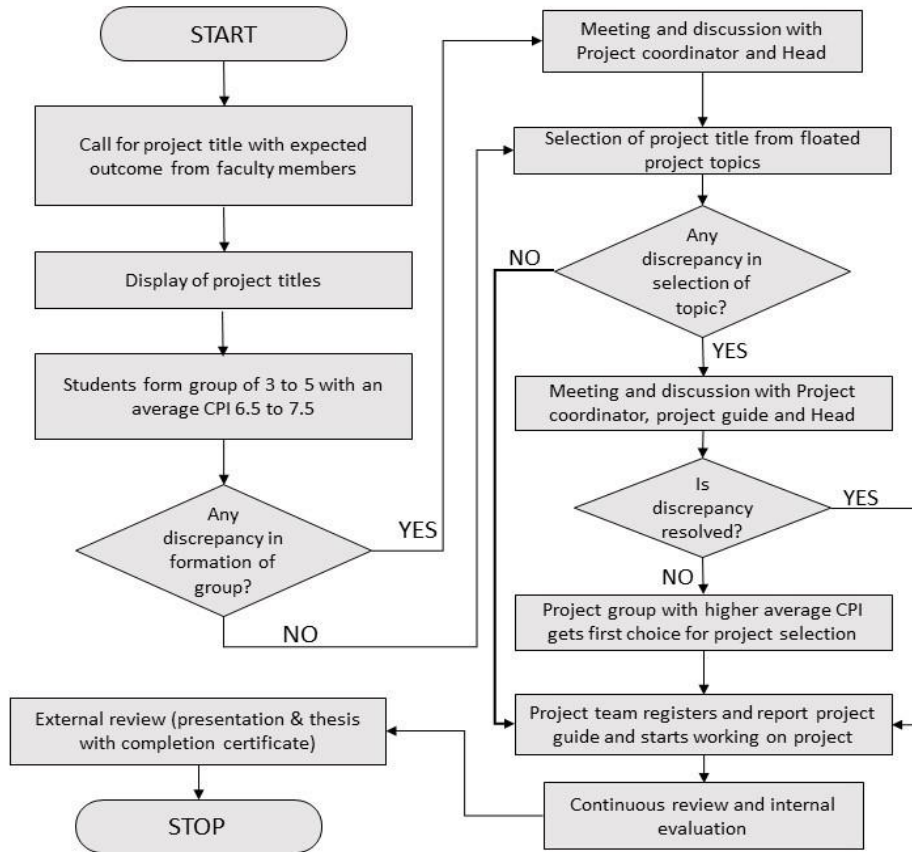 START
Call for project title with expected
outcome from faculty members
Display of project titles
Students form group of 3 to 5 with an
average CPI 6.5 to 7.5
Any
discrepancy in
formation of
group?
YES
NO
Meeting and discussion with
Project coordinator and Head
Selection of project title from floated
project topics
Any
discrepancy in
selection of
topic?
NO
YES
Meeting and discussion with Project
coordinator, project guide and Head
Is
discrepancy
resolved?
YES
NO
Project group with higher average CPI
gets first choice for project selection
Project team registers and report project
guide and starts working on project
Continuous review and internal
evaluation
External review (presentation & thesis
with completion certificate)
STOP